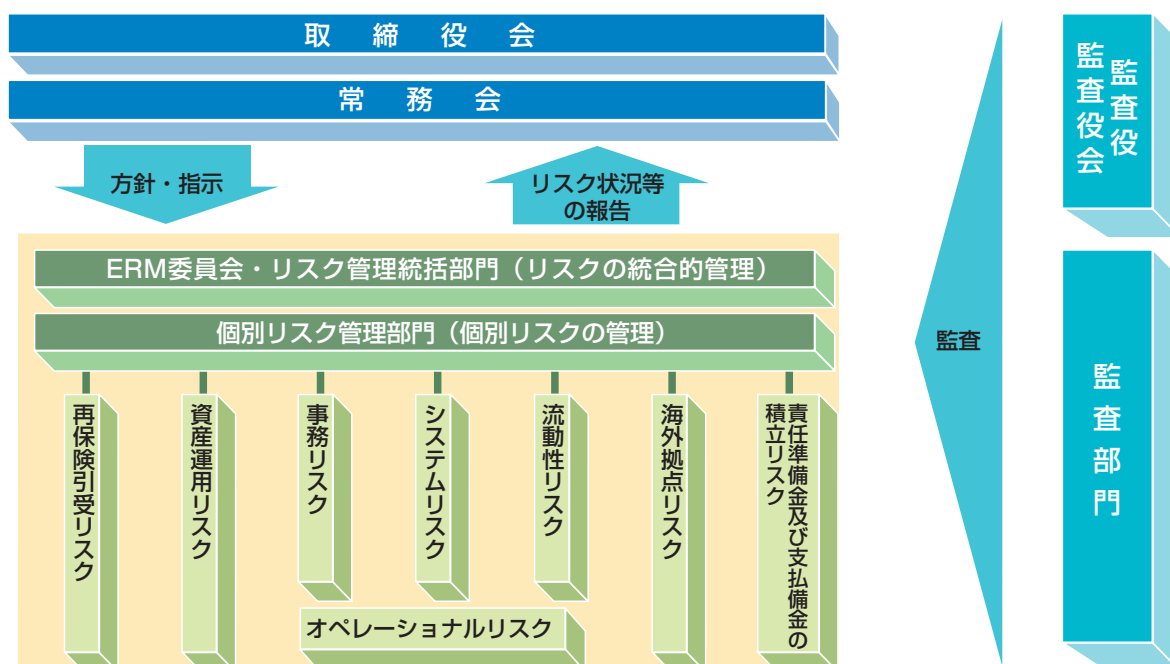 取締役会
常務会
方針・指示
リスク状況等
の報告
ERM委員会・リスク管理統括部門（リスクの統合的管理）
個別リスク管理部門（個別リスクの管理）
再保険引受リスク
資産運用リスク
事務リスク
システムリスク
流動性リスク
海外拠点リスク
責任準備金及び支払備金の
積立リスク
オペレーショナルリスク
監査
監査役
監査役会
監査部門